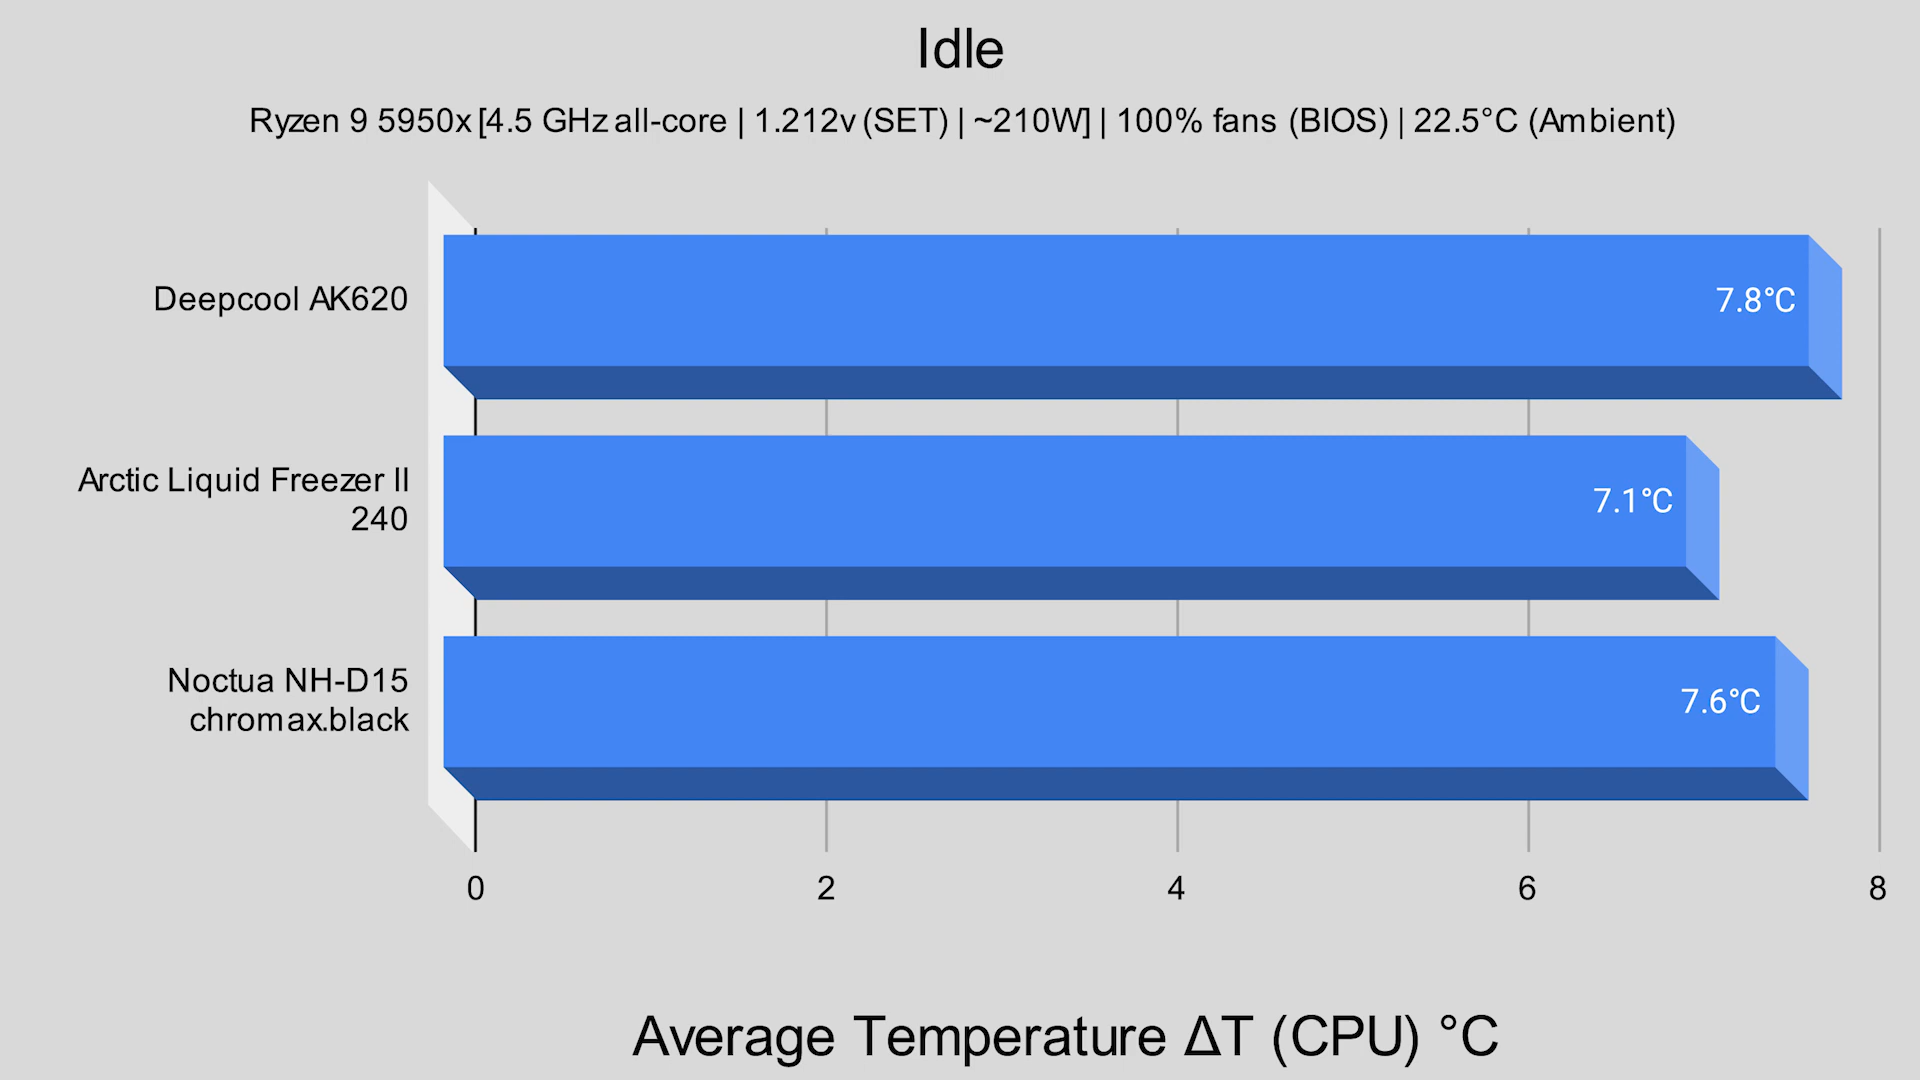 Idle
Ryzen 9 5950x [4.5 GHz all-core | 1.212v (SET) | ~210W] | 100% fans (BIOS) | 22.5°C (Ambient)
Deepcool AK620
7.8°C
Arctic Liquid Freezer II
240
7.1°C
Noctua NH-D15
chromax.black
7.6°C
0 2 4 6 8
Average Temperature ΔT (CPU) °C